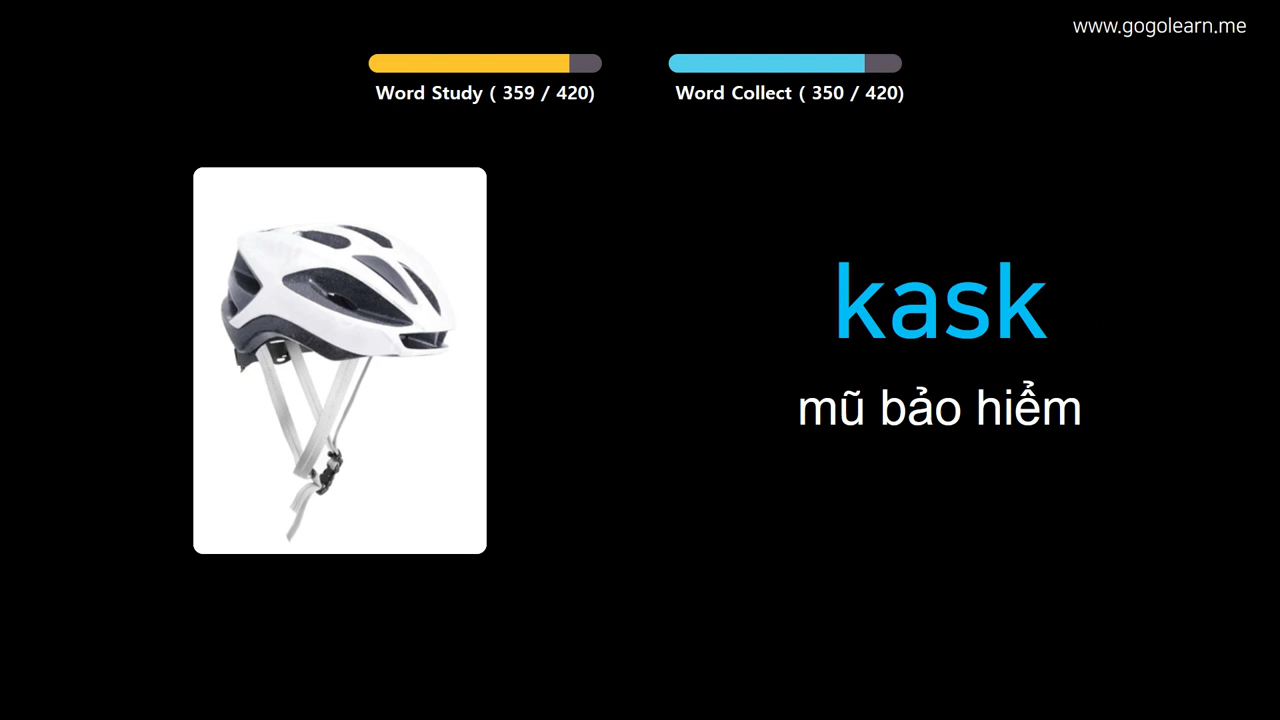 www.gogolearn.me
Word Study ( 359 / 420)
Word Collect ( 350 / 420)
kask
mũ bảo hiểm